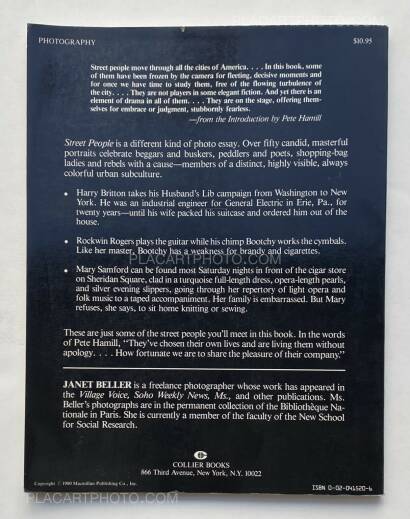 PLACARTPHOTO.COM
PHOTOGRAPHY
$10.95
Street people move through all the cities of America. . . . In this book, some
of them have been frozen by the camera for fleeting, decisive moments and
for once we have time to study them, free of the flowing turbulence of
the city. . . . They are not players in some elegant fiction. And yet there is an
element of drama in all of them. . . . They are on the stage, offering them-
selves for embrace or judgment, stubbornly fearless.
—from the Introduction by Pete Hamill
Street People is a different kind of photo essay. Over fifty candid, masterful
portraits celebrate beggars and buskers, peddlers and poets, shopping-bag
ladies and rebels with a cause—members of a distinct, highly visible, always
colorful urban subculture.
• Harry Britton takes his Husband's Lib campaign from Washington to New
York. He was an industrial engineer for General Electric in Erie, Pa., for
twenty years—until his wife packed his suitcase and ordered him out of the
house.
• Rockwin Rogers plays the guitar while his chimp Bootchy works the cymbals.
Like her master, Bootchy has a weakness for brandy and cigarettes.
• Mary Samford can be found most Saturday nights in front of the cigar store
on Sheridan Square, clad in a turquoise full-length dress, opera-length pearls,
and silver evening slippers, going through her repertory of light opera and
folk music to a taped accompaniment. Her family is embarrassed. But Mary
refuses, she says, to sit home knitting or sewing.
These are just some of the street people you'll meet in this book. In the words
of Pete Hamill, "They've chosen their own lives and are living them without
apology. . . . How fortunate we are to share the pleasure of their company."
JANET BELLER is a freelance photographer whose work has appeared in
the Village Voice, Soho Weekly News, Ms., and other publications. Ms.
Beller's photographs are in the permanent collection of the Bibliothèque Na-
tionale in Paris. She is currently a member of the faculty of the New School
for Social Research.
COLLIER BOOKS
866 Third Avenue, New York, N.Y. 10022
Copyright © 1980 Macmillan Publishing Co., Inc.
ISBN 0-02-041520-6
PLACARTPHOTO.COM